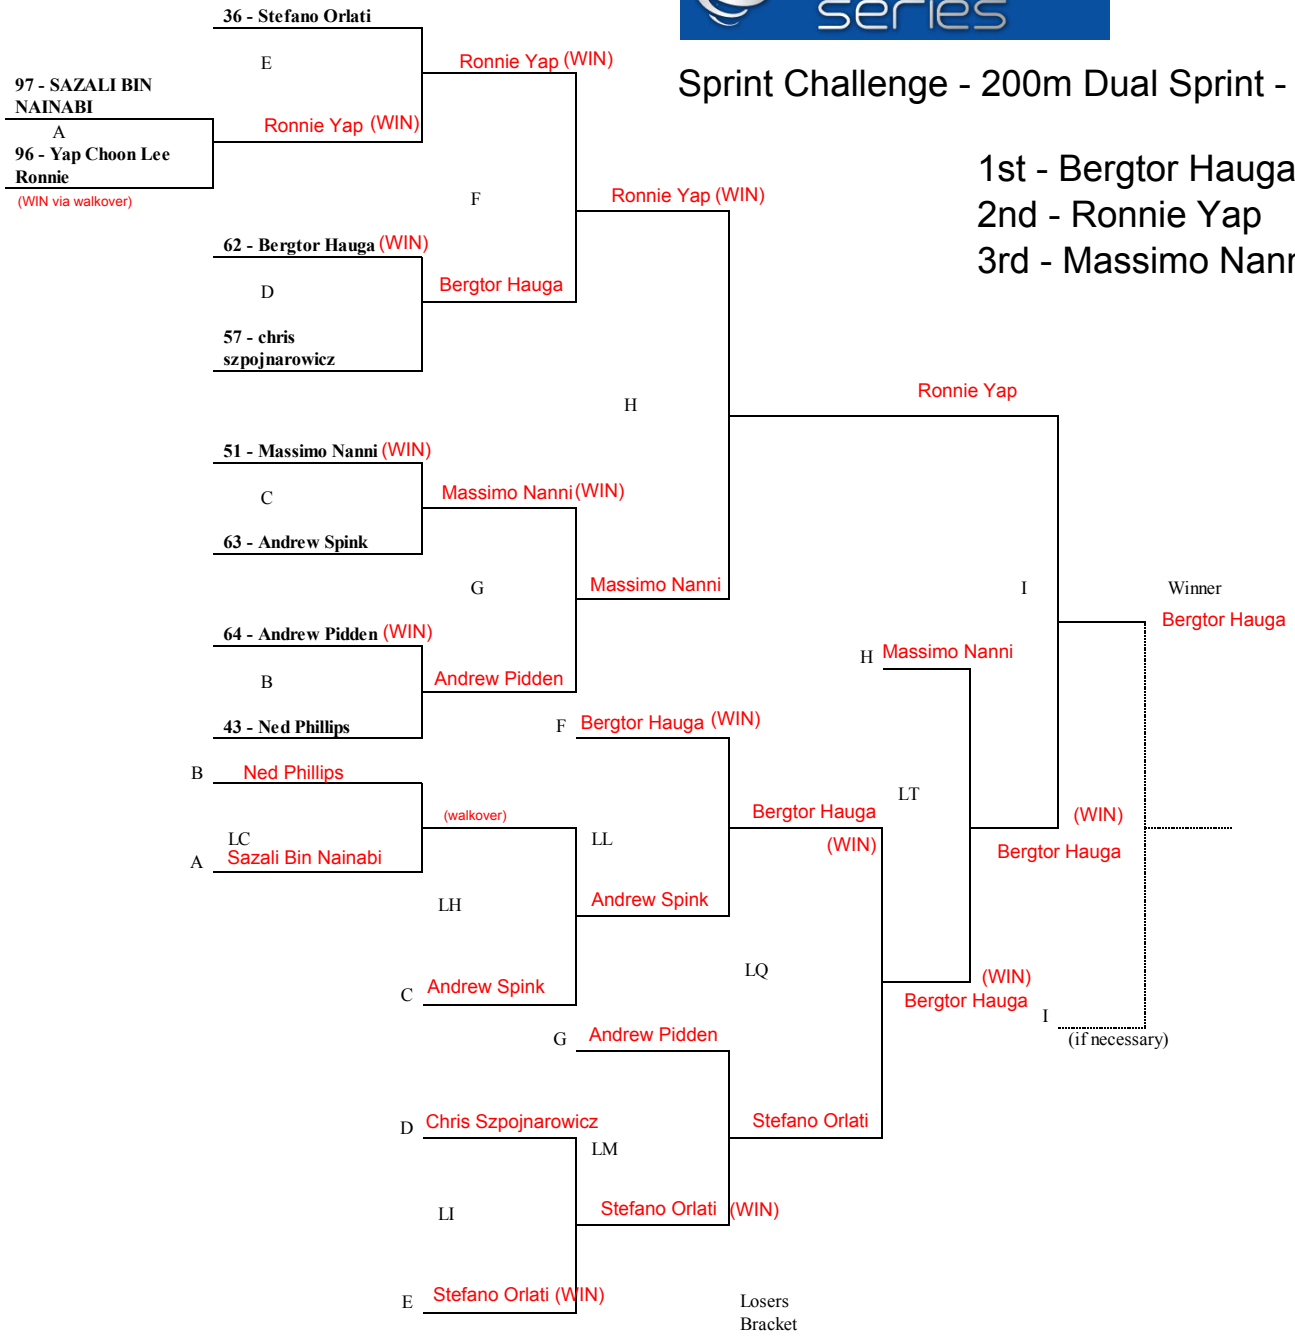 series
Sprint Challenge - 200m Dual Sprint -
1st - Bergtor Hauga
2nd - Ronnie Yap
3rd - Massimo Nann
36 - Stefano Orlati
E
Ronnie Yap (WIN)
97 - SAZALI BIN
NAINABI
A
96 - Yap Choon Lee
Ronnie
(WIN via walkover)
Ronnie Yap (WIN)
F
Ronnie Yap (WIN)
62 - Bergtor Hauga (WIN)
D
Bergtor Hauga
57 - chris
szpojnarowicz
H
Ronnie Yap
51 - Massimo Nanni (WIN)
C
Massimo Nanni (WIN)
63 - Andrew Spink
G
Massimo Nanni
I
Winner
Bergtor Hauga
64 - Andrew Pidden (WIN)
B
Andrew Pidden
43 - Ned Phillips
H Massimo Nanni
F Bergtor Hauga (WIN)
B Ned Phillips
LC
A Sazali Bin Nainabi
(walkover)
LL
Bergtor Hauga
(WIN)
LT
(WIN)
Bergtor Hauga
LH
Andrew Spink
C Andrew Spink
LQ
(WIN)
Bergtor Hauga
I
(if necessary)
G Andrew Pidden
D Chris Szpojnarowicz
LM
Stefano Orlati
LI
Stefano Orlati (WIN)
E Stefano Orlati (WIN)
Losers
Bracket